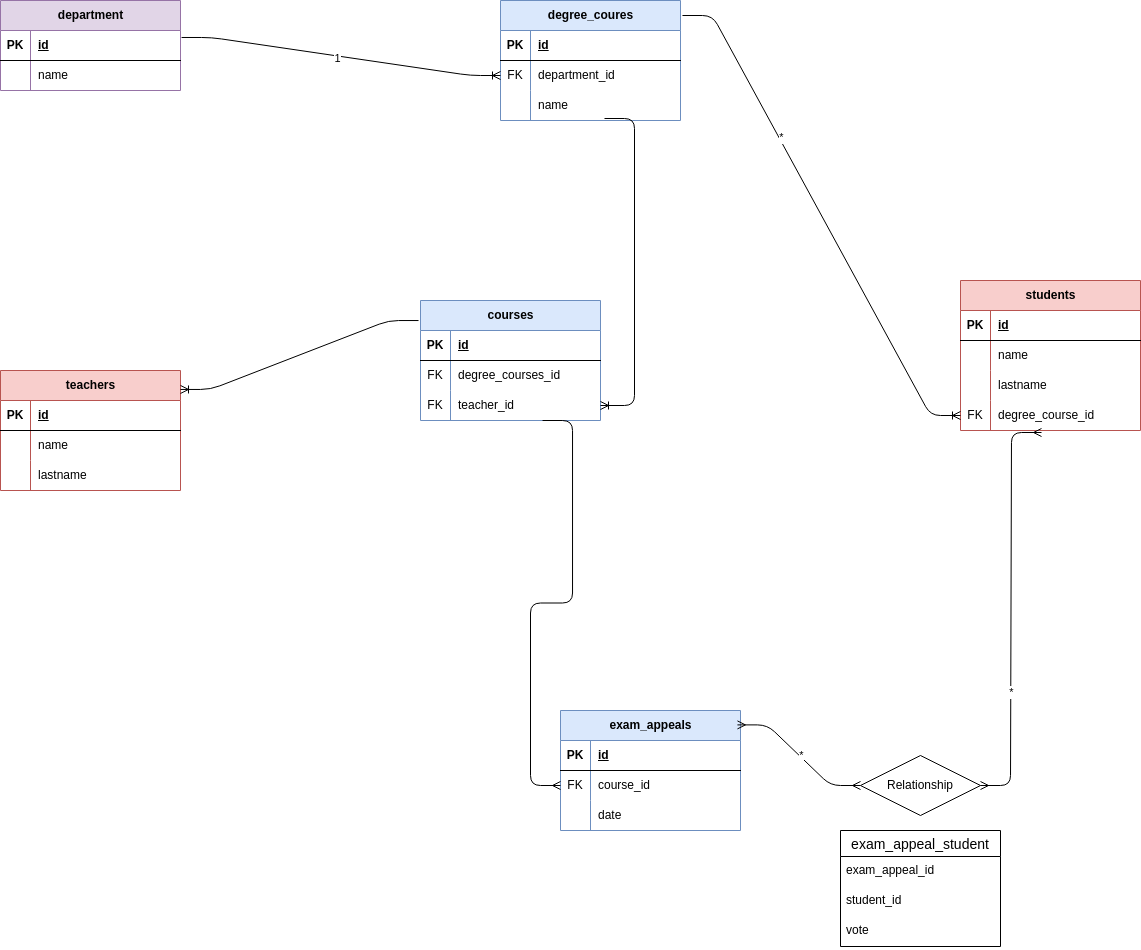 department
PK id
name
1
degree_coures
PK id
FK department_id
name
*
students
PK id
name
lastname
FK degree_course_id
courses
PK id
FK degree_courses_id
FK teacher_id
teachers
PK id
name
lastname
*
exam_appeals
PK id
FK course_id
date
*
Relationship
exam_appeal_student
exam_appeal_id
student_id
vote